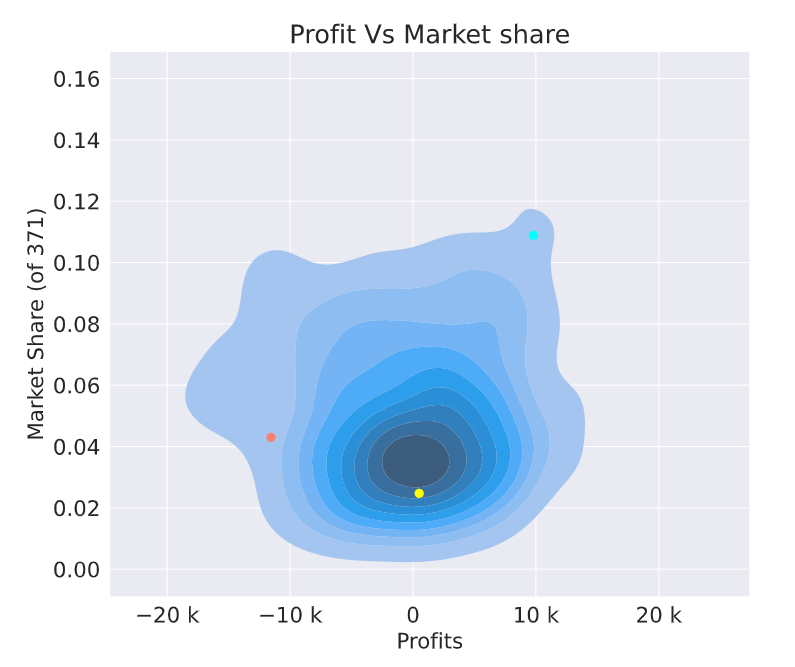 Profit Vs Market share
0.16
0.14
0.12
0.10
0.08
0.06
0.04
0.02
0.00
Market Share (of 371)
−20 k −10 k 0 10 k 20 k
Profits